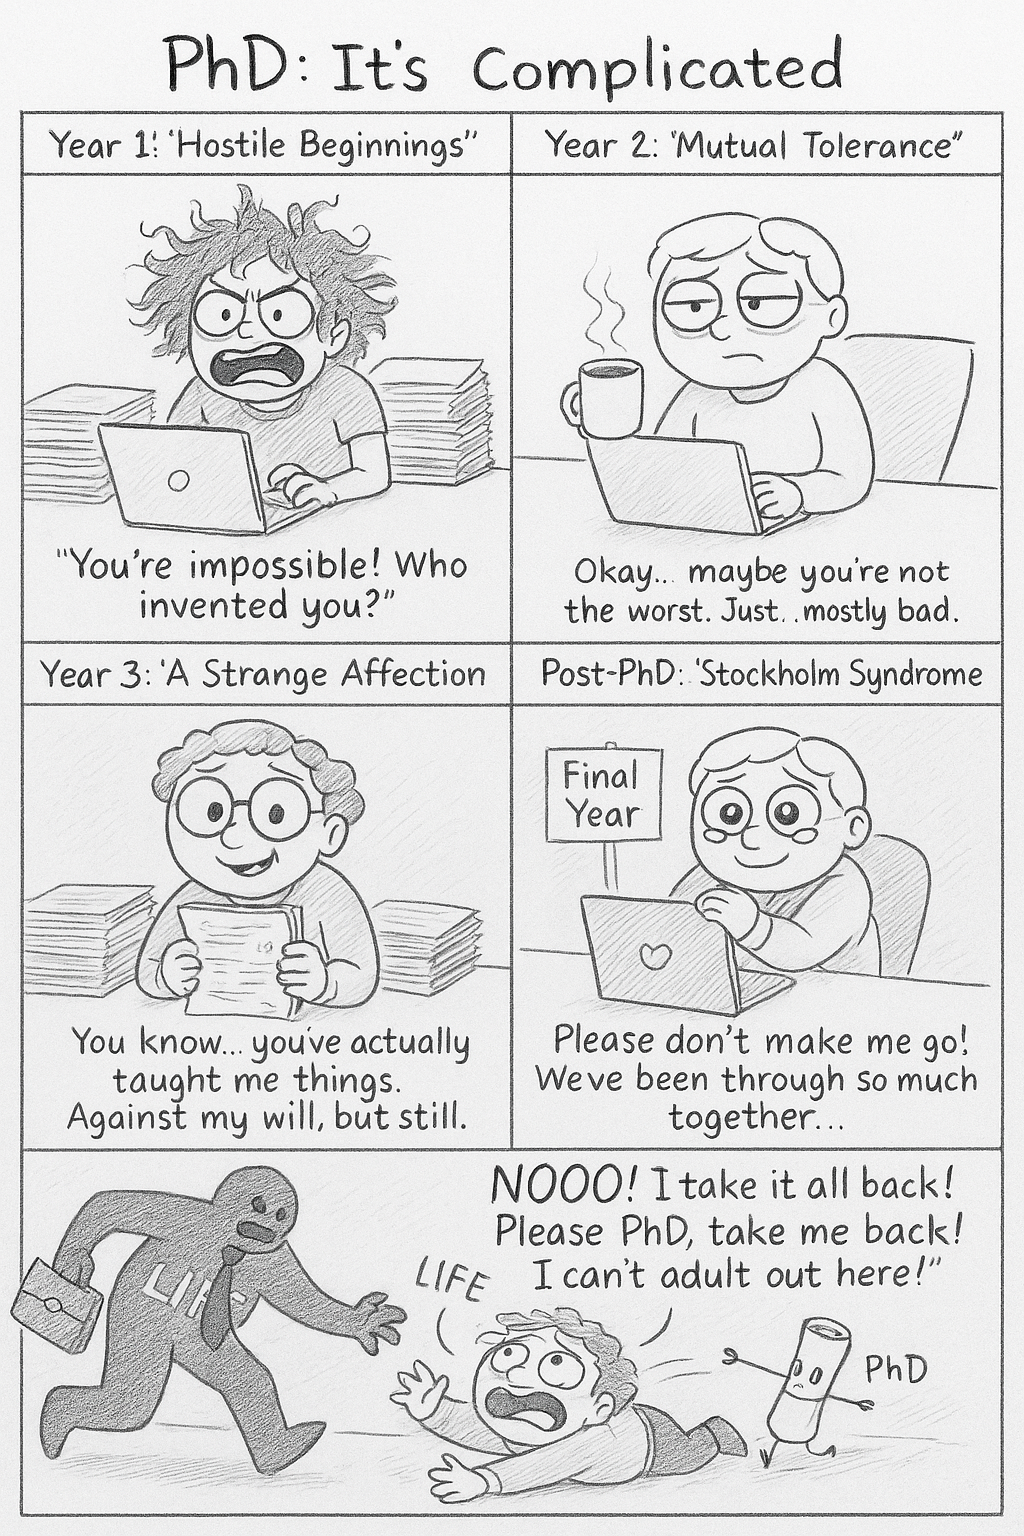 PhD: It's Complicated
Year 1: 'Hostile Beginnings"
Year 2: "Mutual Tolerance"
"You're impossible! Who
invented you?"
Okay... maybe you're not
the worst. Just...mostly bad.
Year 3: 'A Strange Affection
Post-PhD: 'Stockholm Syndrome
Final
Year
You know... you've actually
taught me things.
Against my will, but still.
Please don't make me go!
We've been through so much
together...
NOOO! I take it all back!
Please PhD, take me back!
I can't adult out here!"
LIFE
LIFE
PhD